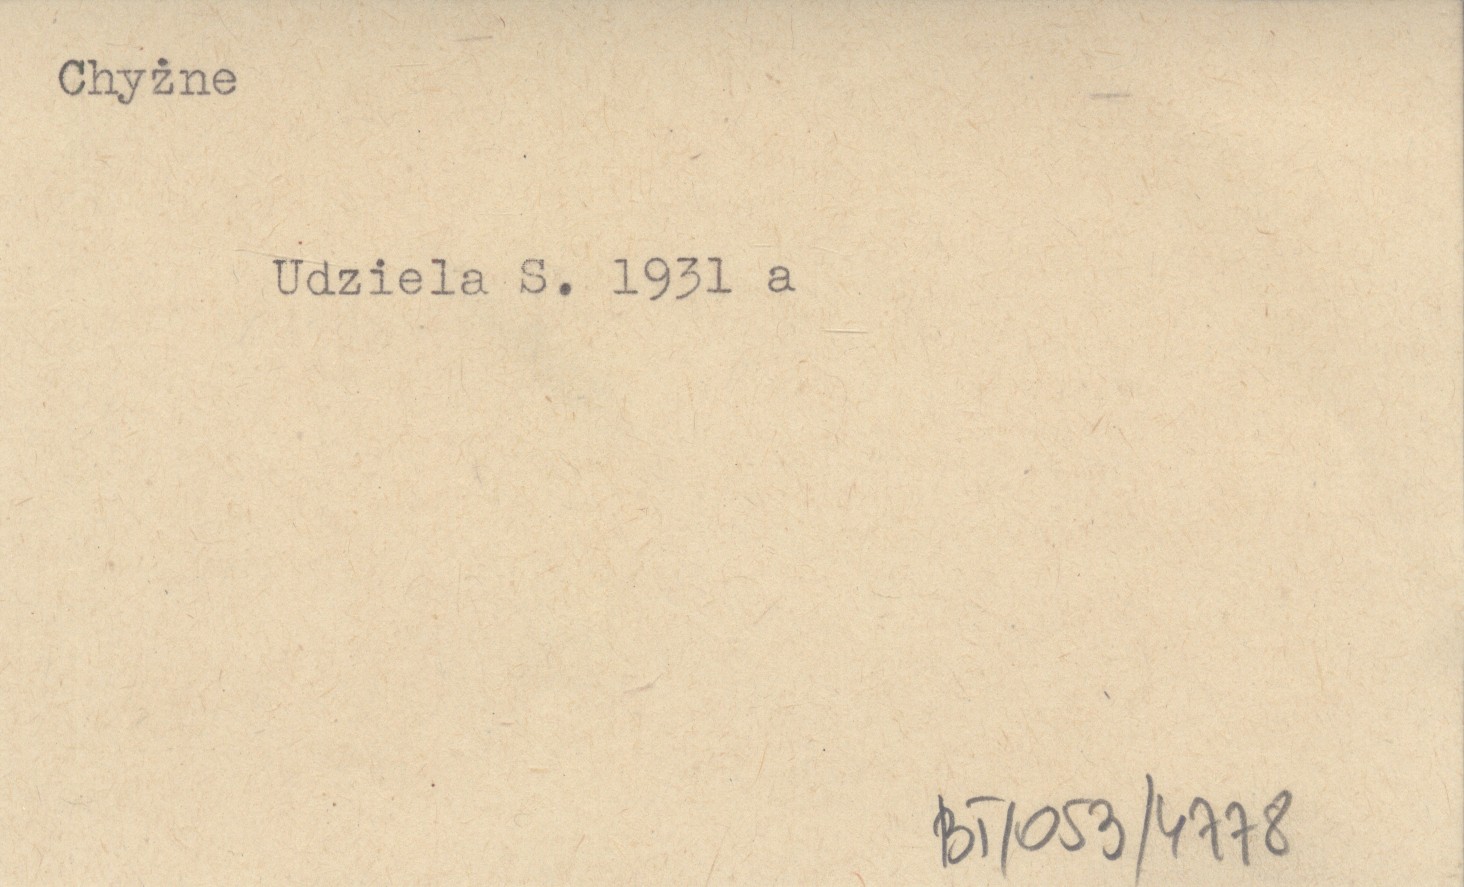 Chyżne
Udziela S. 1931 a
BT/053/4778